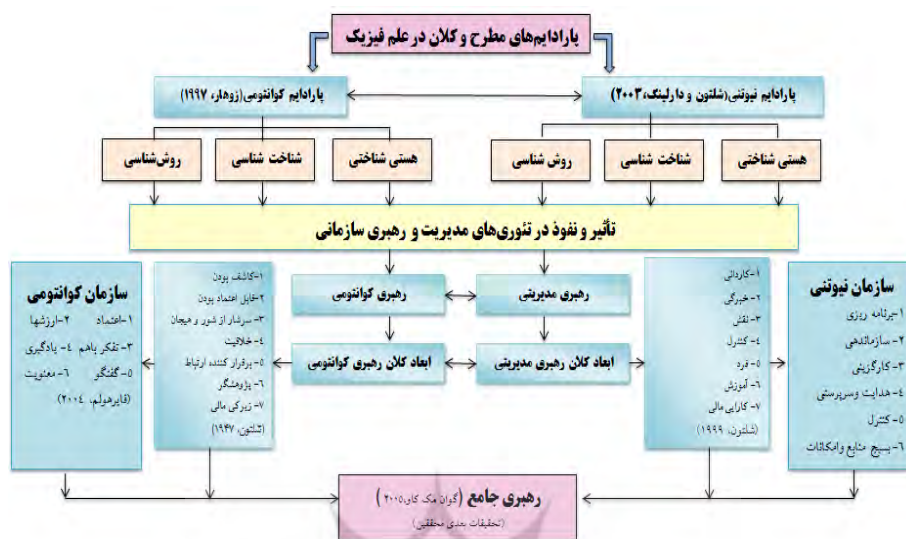 پارادایم‌های مطرح و کلان در علم فیزیک
پارادایم نیوتنی(شلتون و دارلینگ، ۲۰۰۳)
پارادایم کوانتومی(زوهار، ۱۹۹۷)
هستی شناختی
شناخت شناسی
روش شناسی
هستی شناختی
شناخت شناسی
روش‌شناسی
تأثیر و نفوذ در تئوری‌های مدیریت و رهبری سازمانی
سازمان نیوتنی
۱-برنامه ریزی
۲-سازماندهی
۳-کارگزینی
۴-هدایت وسرپرستی
۵-کنترل
۶-بسیج منابع وامکانات
۱-کاردانی
۲-خبرگی
۳-نقش
۴-کنترل
۵-فرد
۶-آموزش
۷-کارایی مالی
(شلتون، ۱۹۹۹)
رهبری مدیریتی
رهبری کوانتومی
ابعاد کلان رهبری مدیریتی
ابعاد کلان رهبری کوانتومی
۱-کاشف بودن
۲-قابل اعتماد بودن
۳-سرشار از شور و هیجان
۴-خلاقیت
۵-برقرار کننده ارتباط
۶-پژوهشگر
۷-زیرکی مالی
(شلتون، ۱۹۴۷)
سازمان کوانتومی
۱-اعتماد ۲-ارزشها
۳-تفکر باهم ۴-یادگیری
۵-گفتگو ۶-معنویت
(فایرهولم، ۲۰۰۴)
رهبری جامع (گوان مک کاو،۲۰۰۵)
(تحقیقات بعدی محققین)